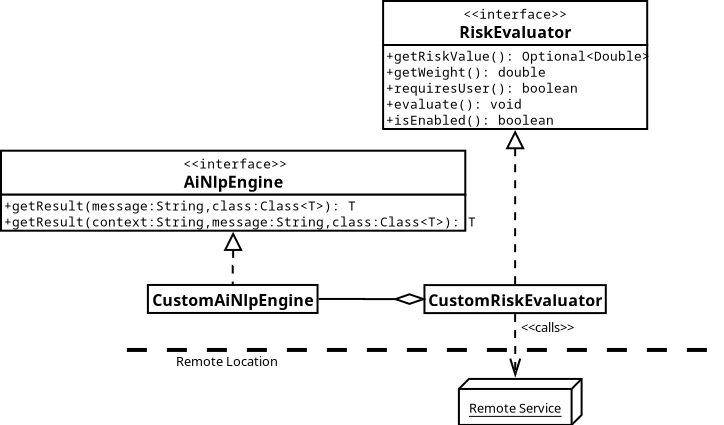 <<interface>>
RiskEvaluator
+getRiskValue(): Optional<Double>
+getWeight(): double
+requiresUser(): boolean
+evaluate(): void
+isEnabled(): boolean
<<interface>>
AiNlpEngine
+getResult(message:String,class:Class<T>): T
+getResult(context:String,message:String,class:Class<T>): T
CustomAiNlpEngine
CustomRiskEvaluator
<<calls>>
Remote Location
Remote Service